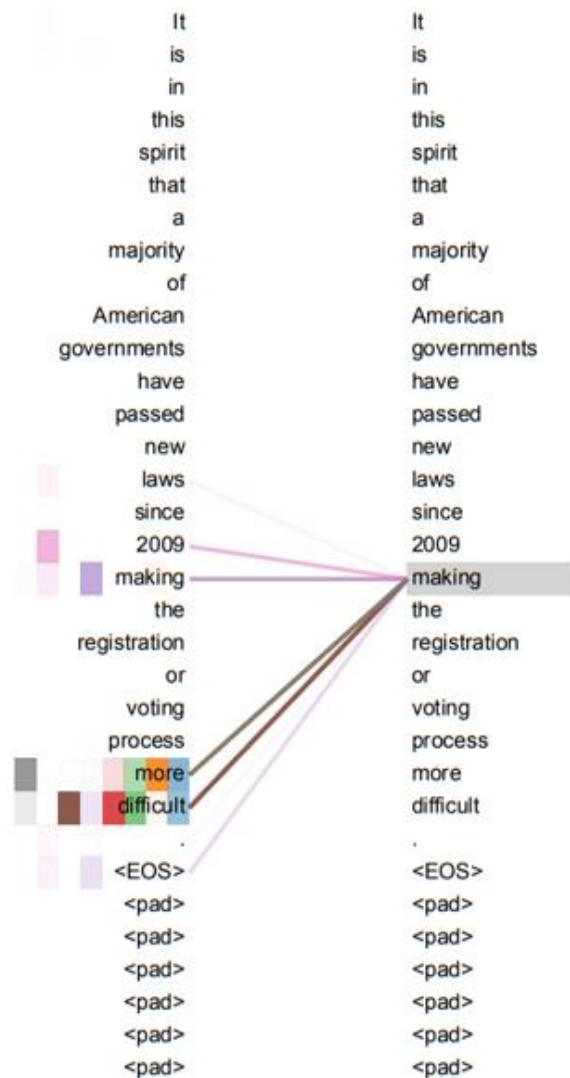 It It
is is
in in
this this
spirit spirit
that that
a a
majority majority
of of
American American
governments governments
have have
passed passed
new new
laws laws
since since
2009 2009
making making
the the
registration registration
or or
voting voting
process process
more more
difficult difficult
. .
<EOS> <EOS>
<pad> <pad>
<pad> <pad>
<pad> <pad>
<pad> <pad>
<pad> <pad>
<pad> <pad>